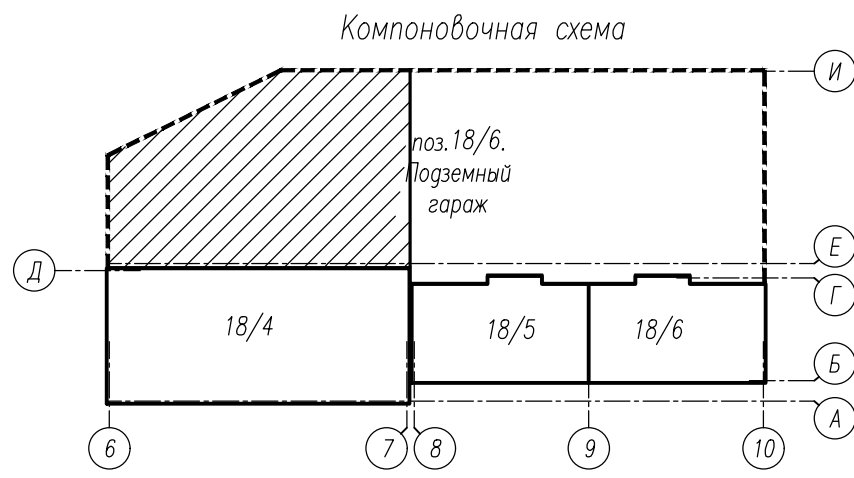 Компоновочная схема
И
поз.18/6.
Подземный
гараж
Е
Д
Г
18/4
18/5
18/6
Б
А
6
7
8
9
10